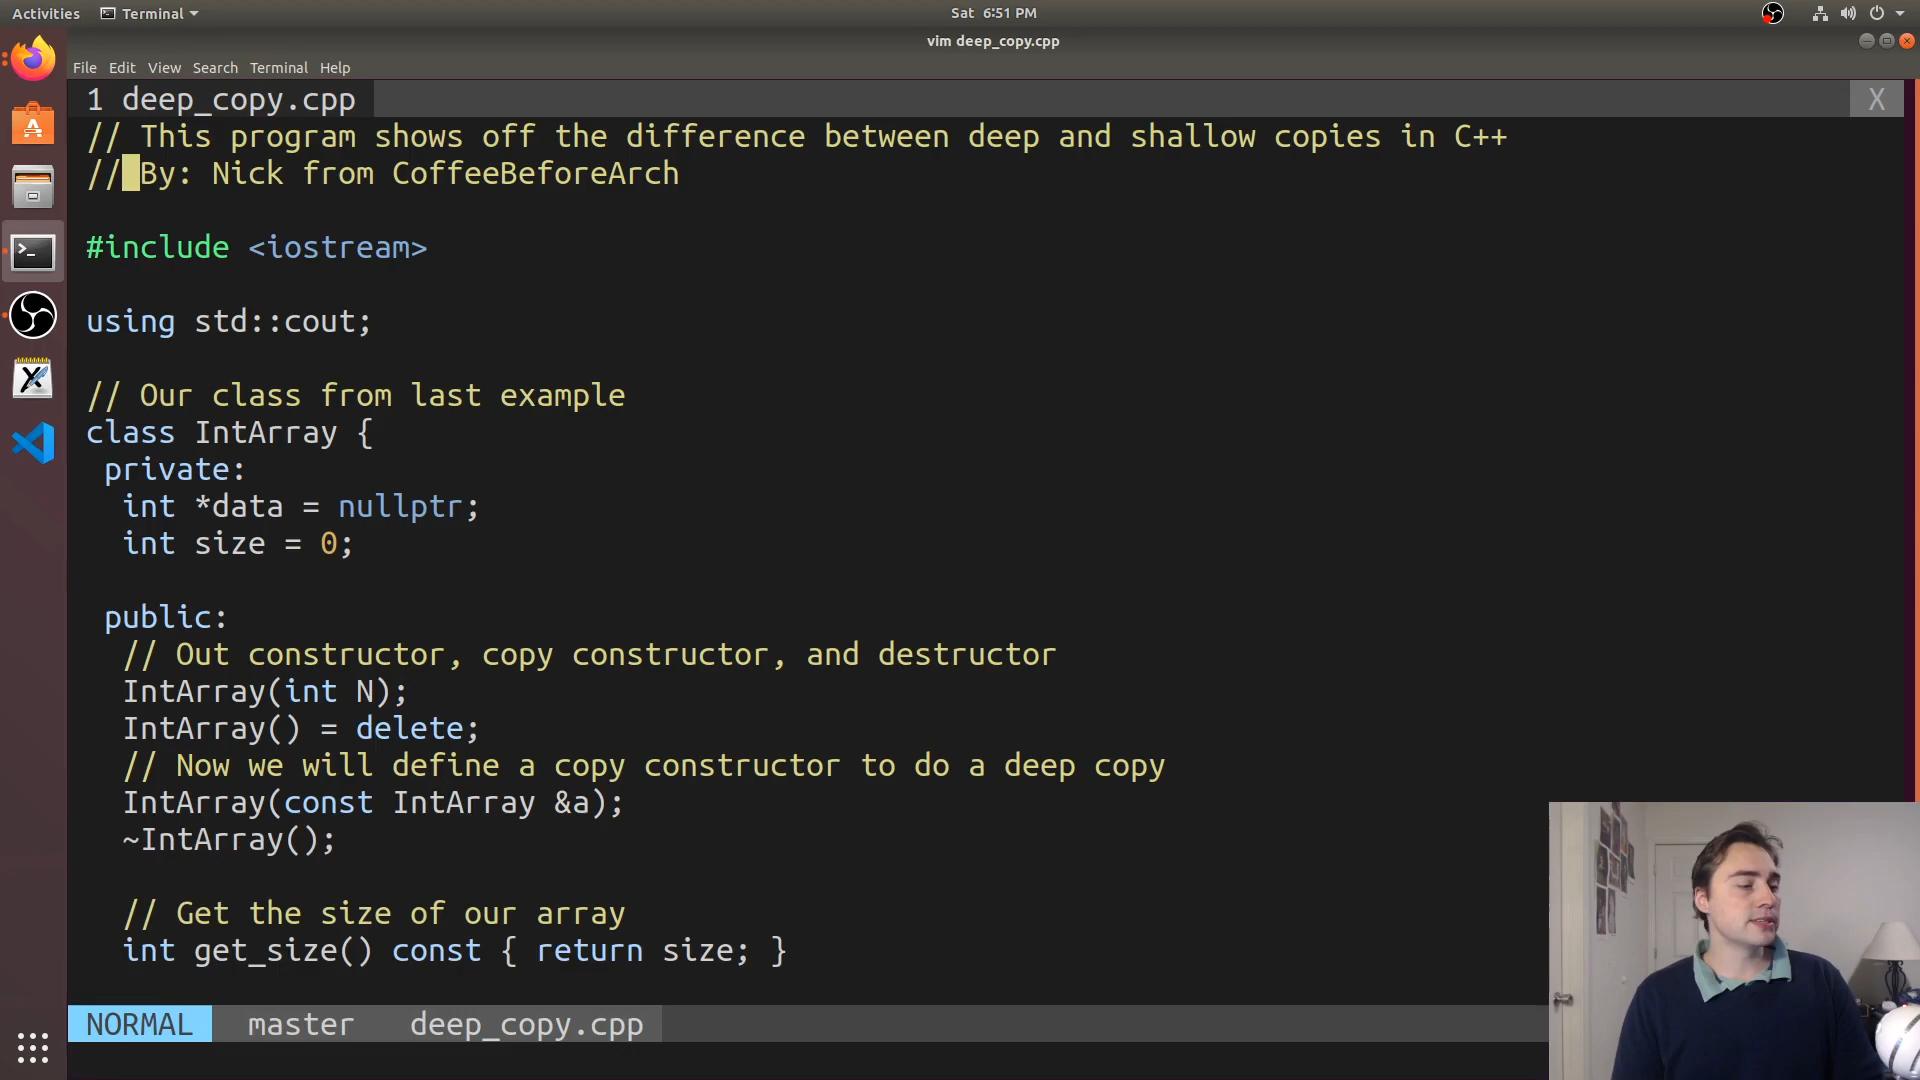 Activities Terminal Sat 6:51 PM
vim deep_copy.cpp
File Edit View Search Terminal Help
1 deep_copy.cpp X
// This program shows off the difference between deep and shallow copies in C++
// By: Nick from CoffeeBeforeArch
#include <iostream>
using std::cout;
// Our class from last example
class IntArray {
private:
int *data = nullptr;
int size = 0;
public:
// Out constructor, copy constructor, and destructor
IntArray(int N);
IntArray() = delete;
// Now we will define a copy constructor to do a deep copy
IntArray(const IntArray &a);
~IntArray();
// Get the size of our array
int get_size() const { return size; }
NORMAL master deep_copy.cpp